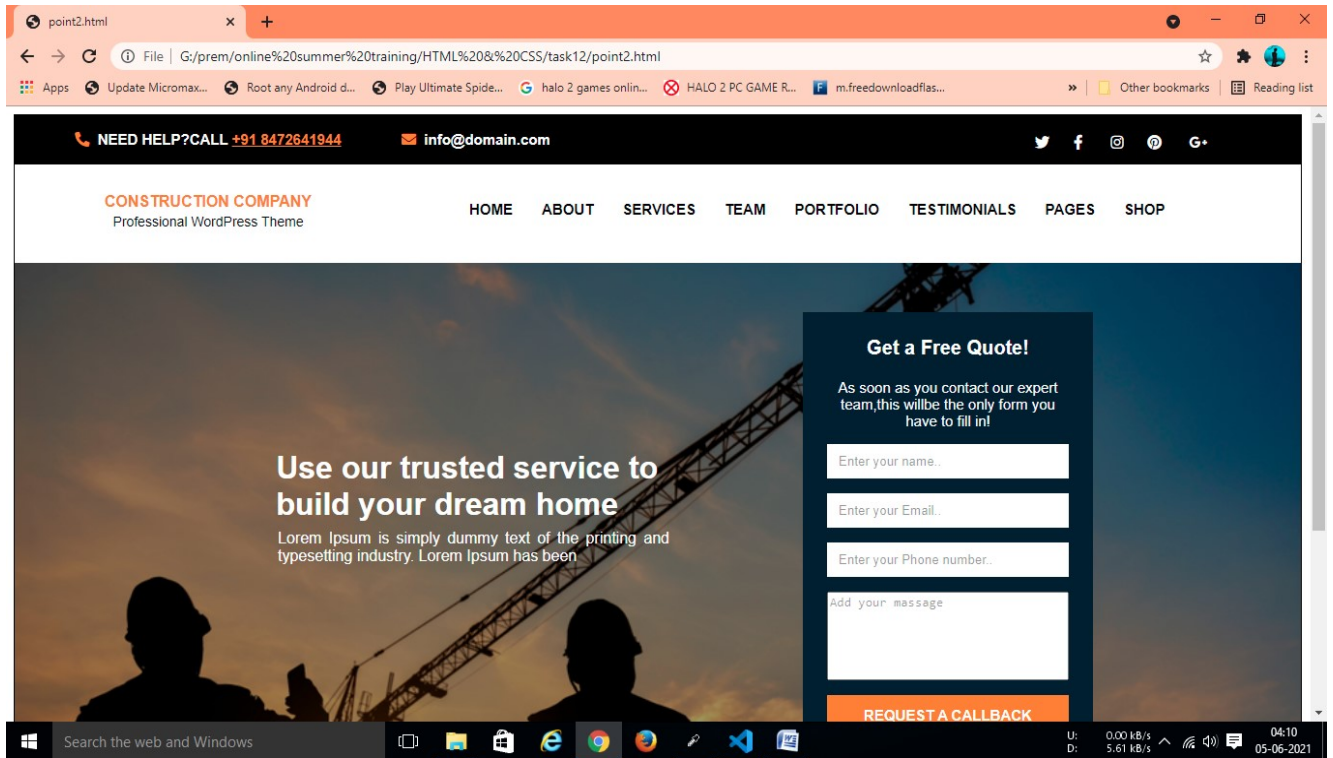 point2.html
File | G:/prem/online%20summer%20training/HTML%20&%20CSS/task12/point2.html
Apps Update Micromax... Root any Android d... Play Ultimate Spide... halo 2 games onlin... HALO 2 PC GAME R... m.freedownloadflas... » Other bookmarks Reading list
NEED HELP?CALL +91 8472641944 info@domain.com
CONSTRUCTION COMPANY
Professional WordPress Theme
HOME ABOUT SERVICES TEAM PORTFOLIO TESTIMONIALS PAGES SHOP
Use our trusted service to
build your dream home
Lorem Ipsum is simply dummy text of the printing and
typesetting industry. Lorem Ipsum has been
Get a Free Quote!
As soon as you contact our expert
team,this willbe the only form you
have to fill in!
Enter your name..
Enter your Email..
Enter your Phone number..
Add your massage
REQUEST A CALLBACK
Search the web and Windows
U: 0.00 kB/s
D: 5.61 kB/s
04:10
05-06-2021